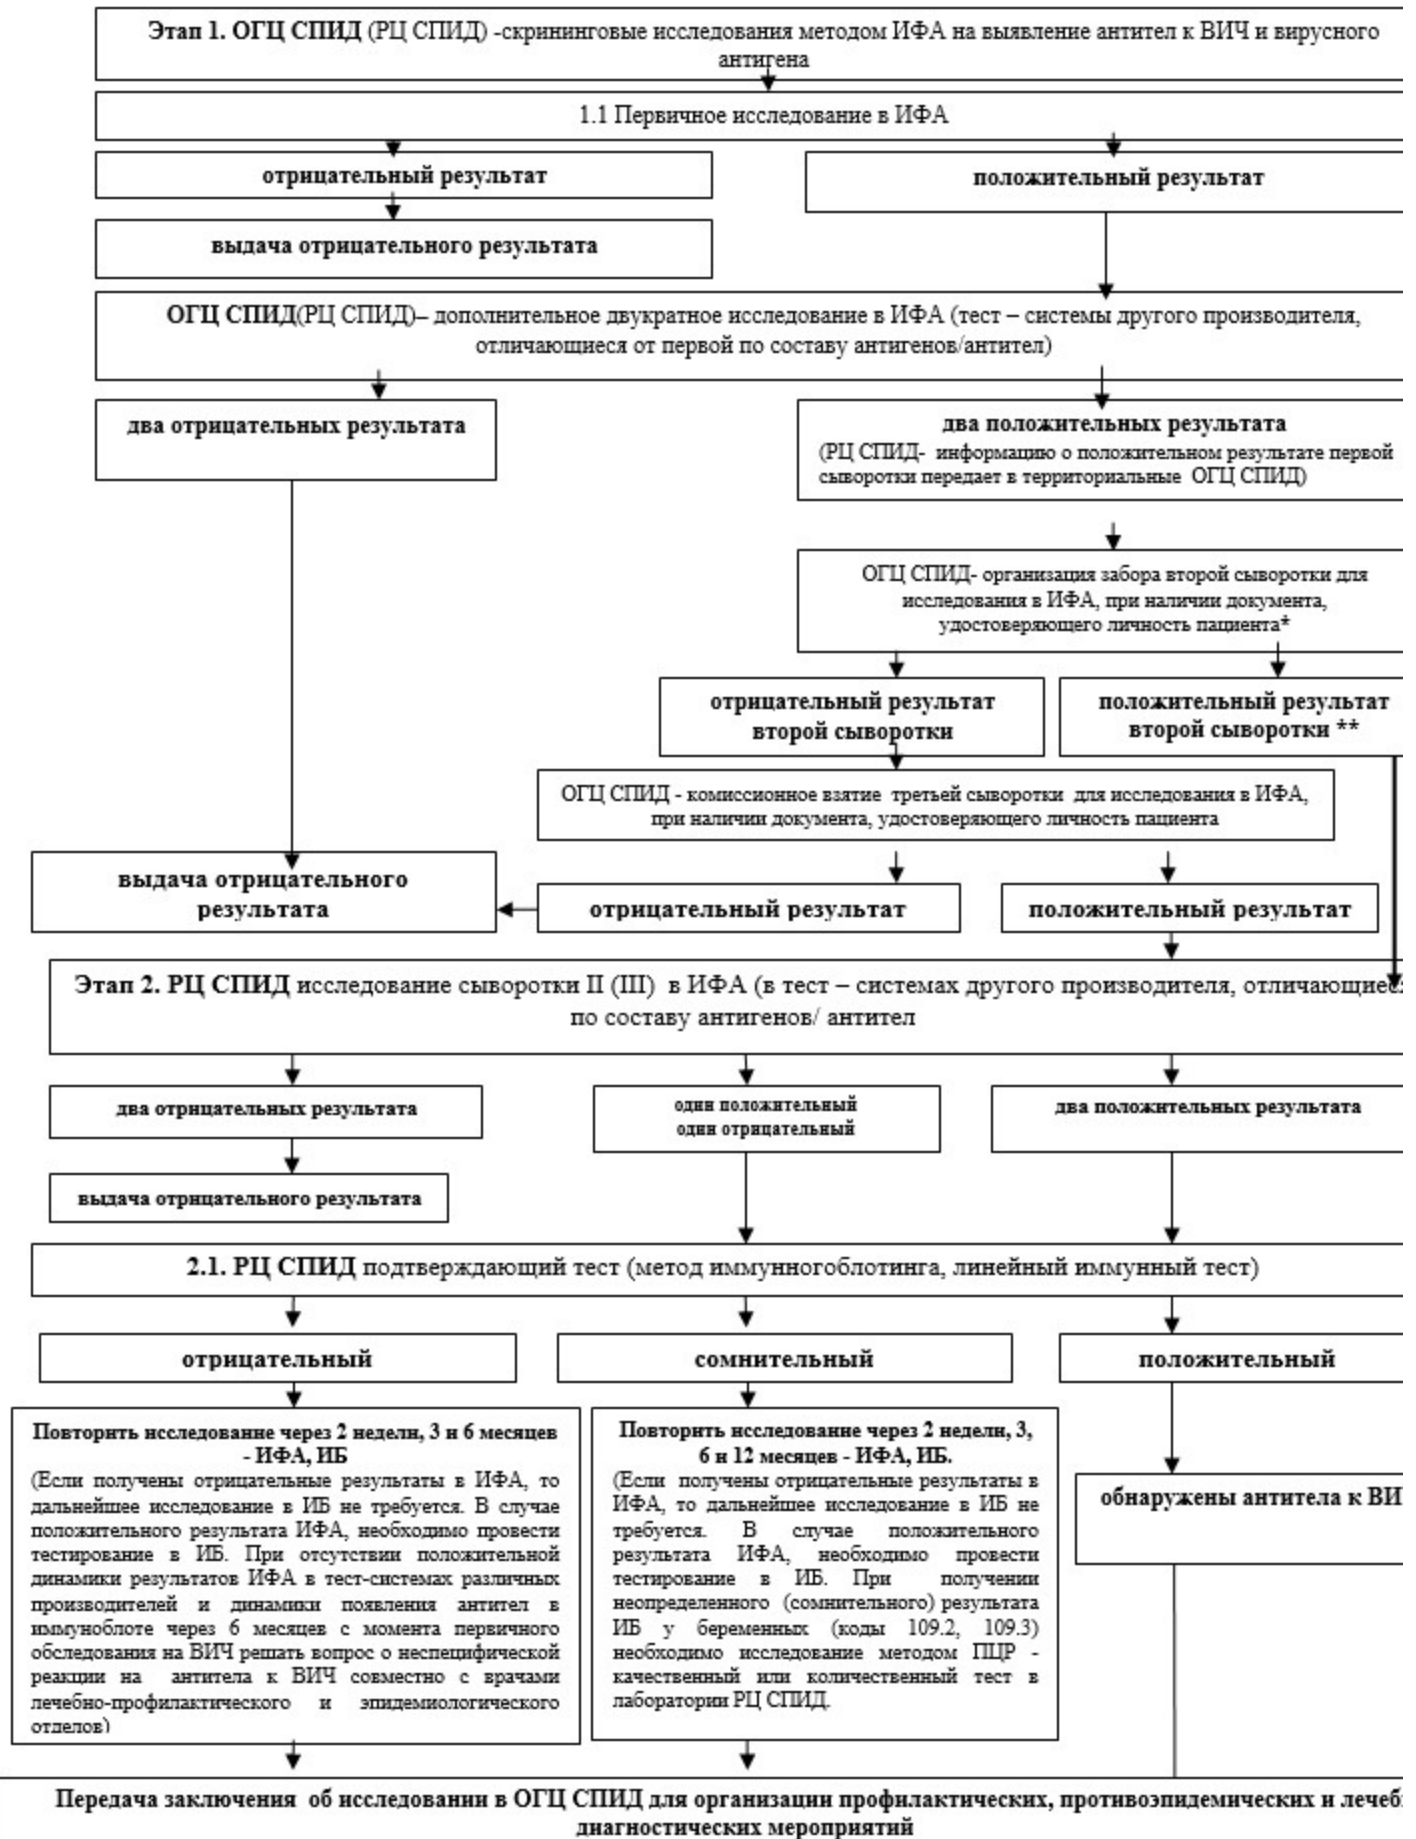 Этап 1. ОГЦ СПИД (РЦ СПИД) -скрининговые исследования методом ИФА на выявление антител к ВИЧ и вирусного
антигена
1.1 Первичное исследование в ИФА
отрицательный результат
положительный результат
выдача отрицательного результата
ОГЦ СПИД(РЦ СПИД)– дополнительное двукратное исследование в ИФА (тест – системы другого производителя,
отличающиеся от первой по составу антигенов/антител)
два отрицательных результата
два положительных результата
(РЦ СПИД- информацию о положительном результате первой
сыворотки передает в территориальные ОГЦ СПИД)
ОГЦ СПИД- организация забора второй сыворотки для
исследования в ИФА, при наличии документа,
удостоверяющего личность пациента*
отрицательный результат
второй сыворотки
положительный результат
второй сыворотки **
ОГЦ СПИД - комиссионное взятие третьей сыворотки для исследования в ИФА,
при наличии документа, удостоверяющего личность пациента
выдача отрицательного
результата
отрицательный результат
положительный результат
Этап 2. РЦ СПИД исследование сыворотки II (III) в ИФА (в тест – системах другого производителя,
по составу антигенов/ антител
два отрицательных результата
один положительный
один отрицательный
два положительных результата
выдача отрицательного результата
2.1. РЦ СПИД подтверждающий тест (метод иммунногоблотинга, линейный иммунный тест)
отрицательный
сомнительный
положительный
Повторить исследование через 2 недели, 3 и 6 месяцев
- ИФА, ИБ
(Если получены отрицательные результаты в ИФА, то
дальнейшее исследование в ИБ не требуется. В случае
положительного результата ИФА, необходимо провести
тестирование в ИБ. При отсутствии положительной
динамики результатов ИФА в тест-системах различных
производителей и динамики появления антител в
иммуноблоте через 6 месяцев с момента первичного
обследования на ВИЧ решать вопрос о неспецифической
реакции на антитела к ВИЧ совместно с врачами
лечебно-профилактического и эпидемиологического
отделов)
Повторить исследование через 2 недели, 3,
6 и 12 месяцев - ИФА, ИБ.
(Если получены отрицательные результаты в
ИФА, то дальнейшее исследование в ИБ не
требуется. В случае положительного
результата ИФА, необходимо провести
тестирование в ИБ. При получении
неопределенного (сомнительного) результата
ИБ у беременных (коды 109.2, 109.3)
необходимо исследование методом ПЦР -
качественный или количественный тест в
лаборатории РЦ СПИД.
обнаружены антитела к
Передача заключения об исследовании в ОГЦ СПИД для организации профилактических, противоэпидемических и
диагностических мероприятий